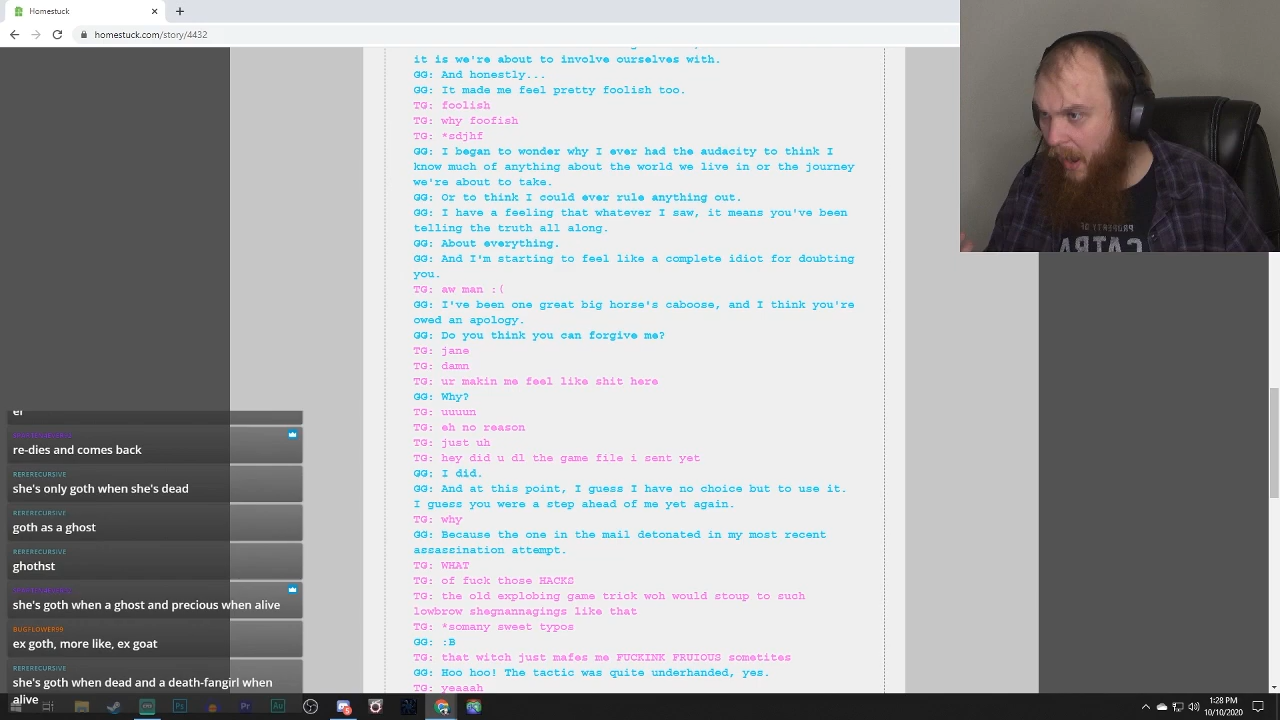 Homestuck
homestuck.com/story/4432
it is we're about to involve ourselves with.
GG: And honestly...
GG: It made me feel pretty foolish too.
TG: foolish
TG: why foofish
TG: *sdjhf
GG: I began to wonder why I ever had the audacity to think I
know much of anything about the world we live in or the journey
we're about to take.
GG: Or to think I could ever rule anything out.
GG: I have a feeling that whatever I saw, it means you've been
telling the truth all along.
GG: About everything.
GG: And I'm starting to feel like a complete idiot for doubting
you.
TG: aw man :(
GG: I've been one great big horse's caboose, and I think you're
owed an apology.
GG: Do you think you can forgive me?
TG: jane
TG: damn
TG: ur makin me feel like shit here
GG: Why?
TG: uuuun
TG: eh no reason
TG: just uh
TG: hey did u dl the game file i sent yet
GG: I did.
GG: And at this point, I guess I have no choice but to use it.
I guess you were a step ahead of me yet again.
TG: why
GG: Because the one in the mail detonated in my most recent
assassination attempt.
TG: WHAT
TG: of fuck those HACKS
TG: the old explobing game trick woh would stoup to such
lowbrow shegnannagings like that
TG: *somany sweet typos
GG: :B
TG: that witch just mafes me FUCKINK FRUIOUS sometites
GG: Hoo hoo! The tactic was quite underhanded, yes.
TG: yeaaah
re-dies and comes back
RERERECURSIVE
she's only goth when she's dead
RERERECURSIVE
goth as a ghost
RERERECURSIVE
ghothst
she's goth when a ghost and precious when alive
BUGFLOWER99
ex goth, more like, ex goat
RERERECURSIVE
she's goth when dead and a death-fangirl when
alive
PROPERTY OF
CATRA
1:28 PM
10/10/2020